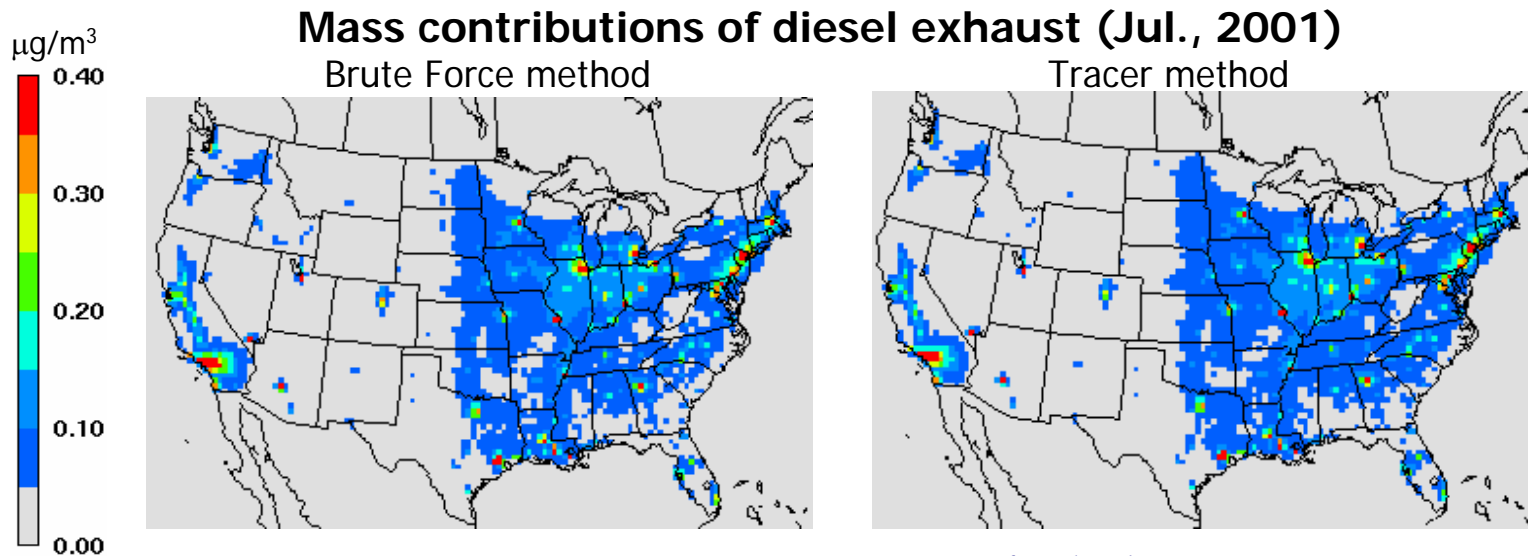 Mass contributions of diesel exhaust (Jul., 2001)
μg/m³
Brute Force method
Tracer method
0.40
0.30
0.20
0.10
0.00